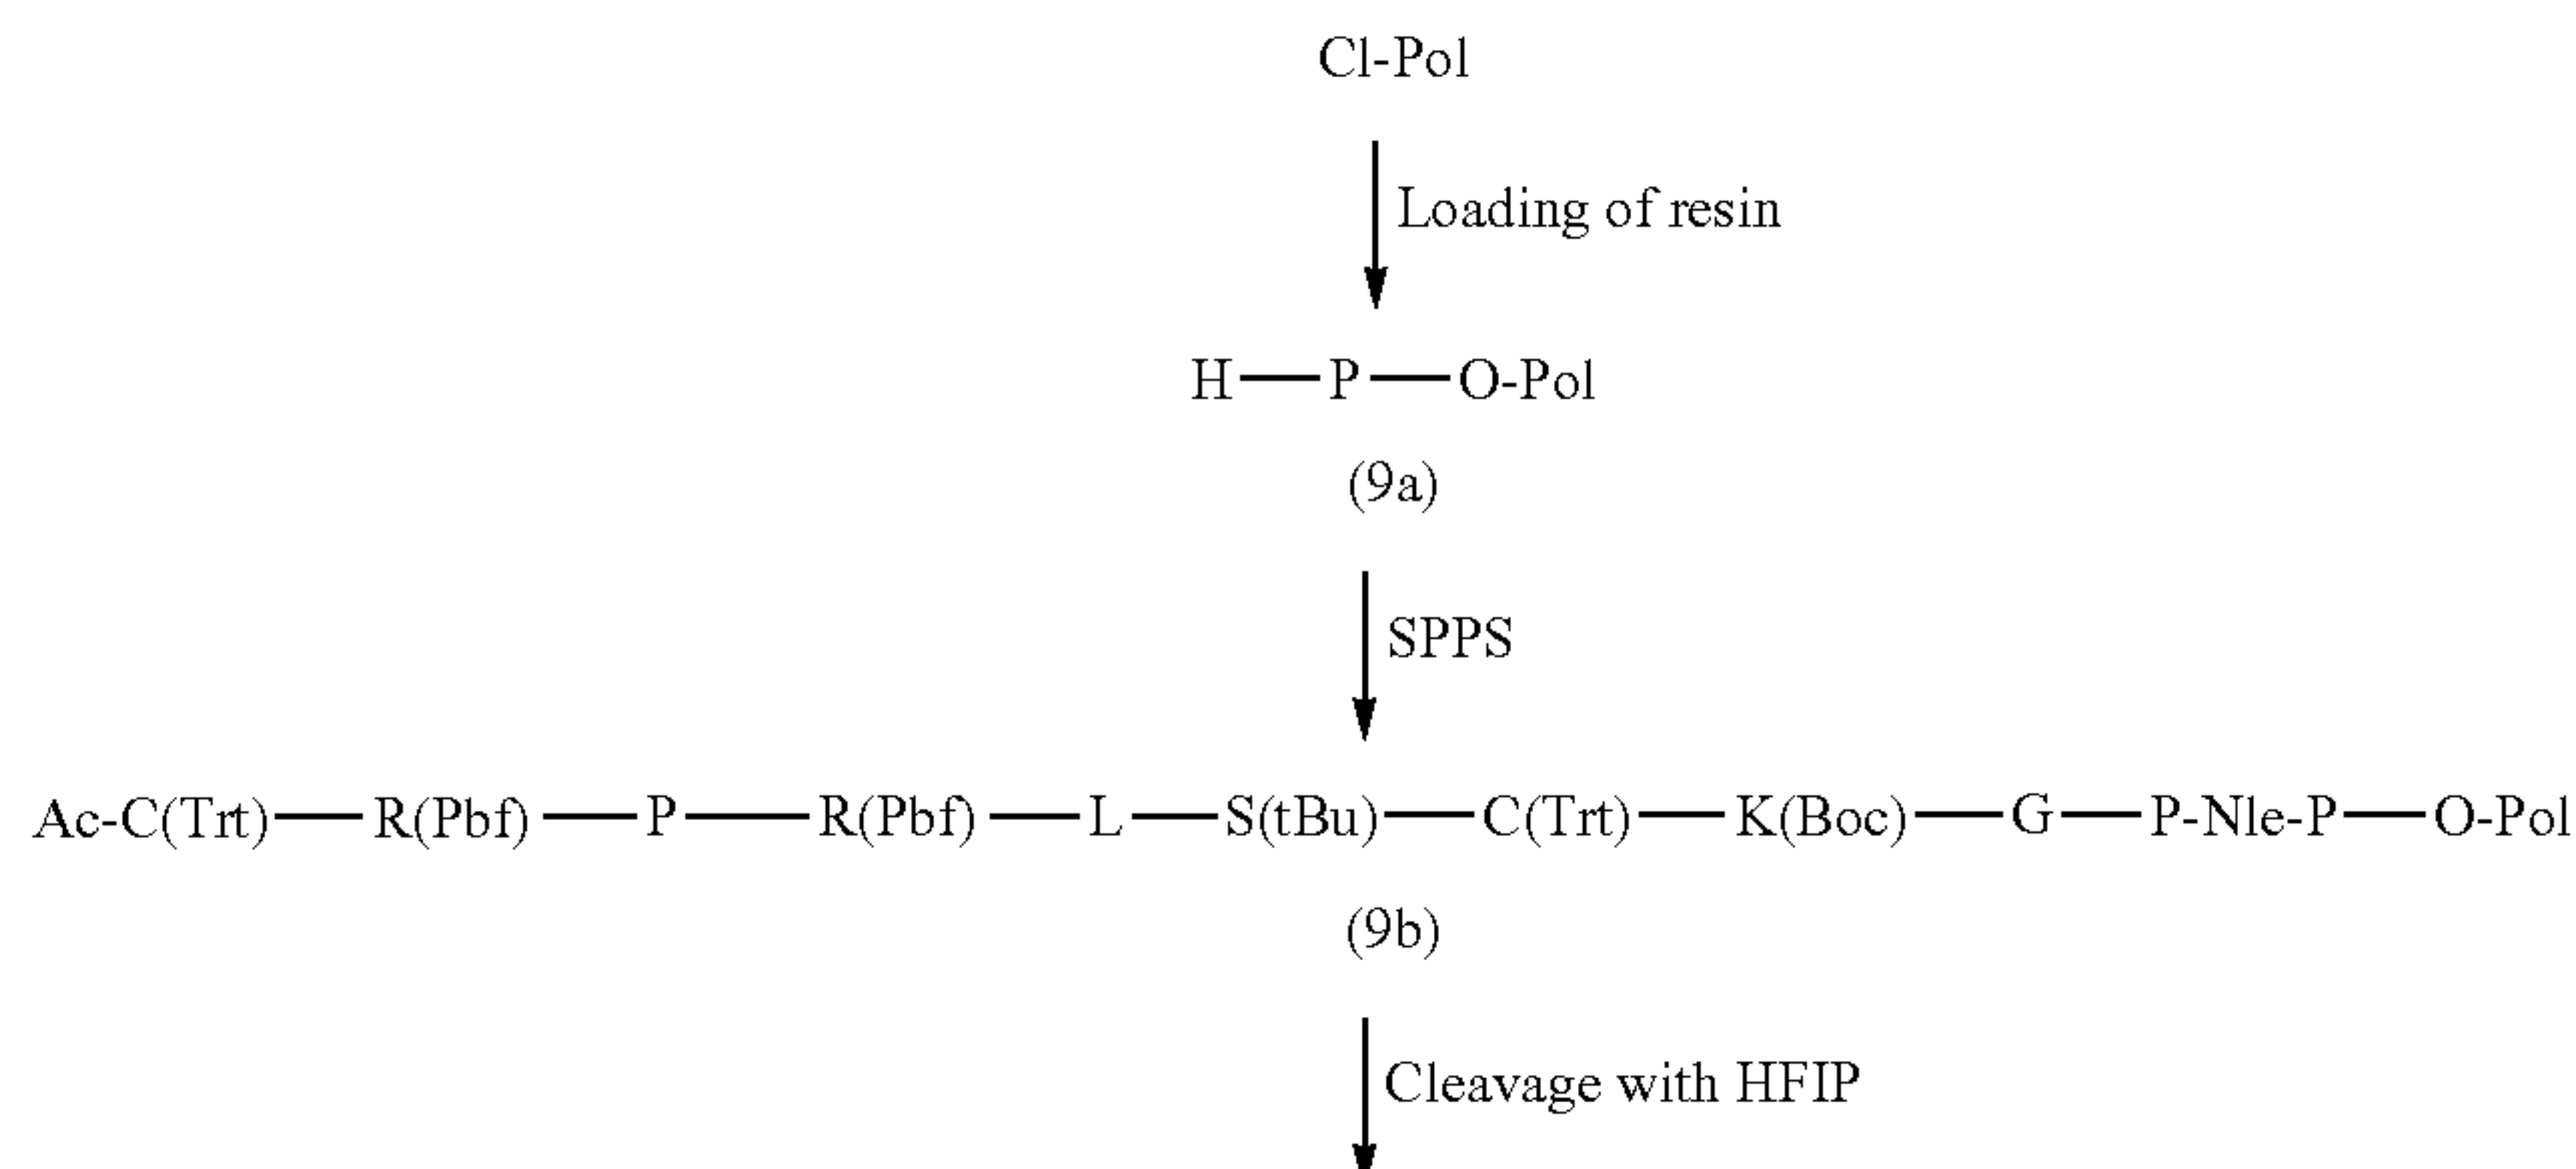 Cl-Pol
Loading of resin
H—P—O-Pol
(9a)
SPPS
Ac-C(Trt)—R(Pbf)—P—R(Pbf)—L—S(tBu)—C(Trt)—K(Boc)—G—P-Nle-P—O-Pol
(9b)
Cleavage with HFIP